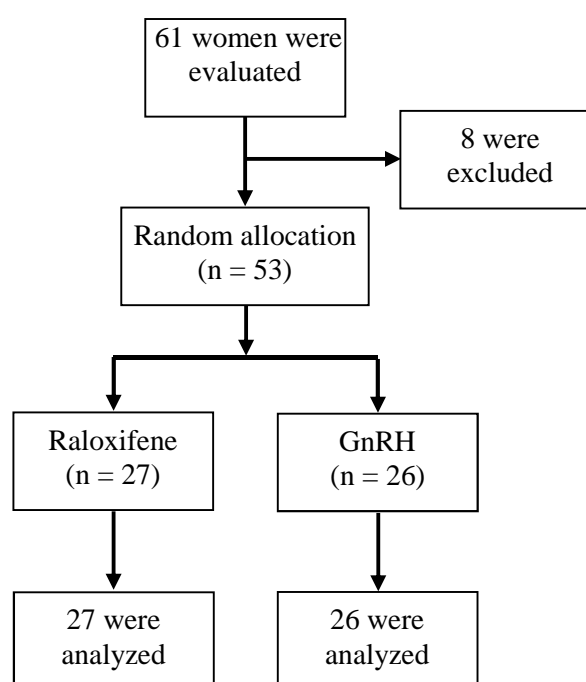 61 women were
evaluated
8 were
excluded
Random allocation
(n = 53)
Raloxifene
(n = 27)
GnRH
(n = 26)
27 were
analyzed
26 were
analyzed